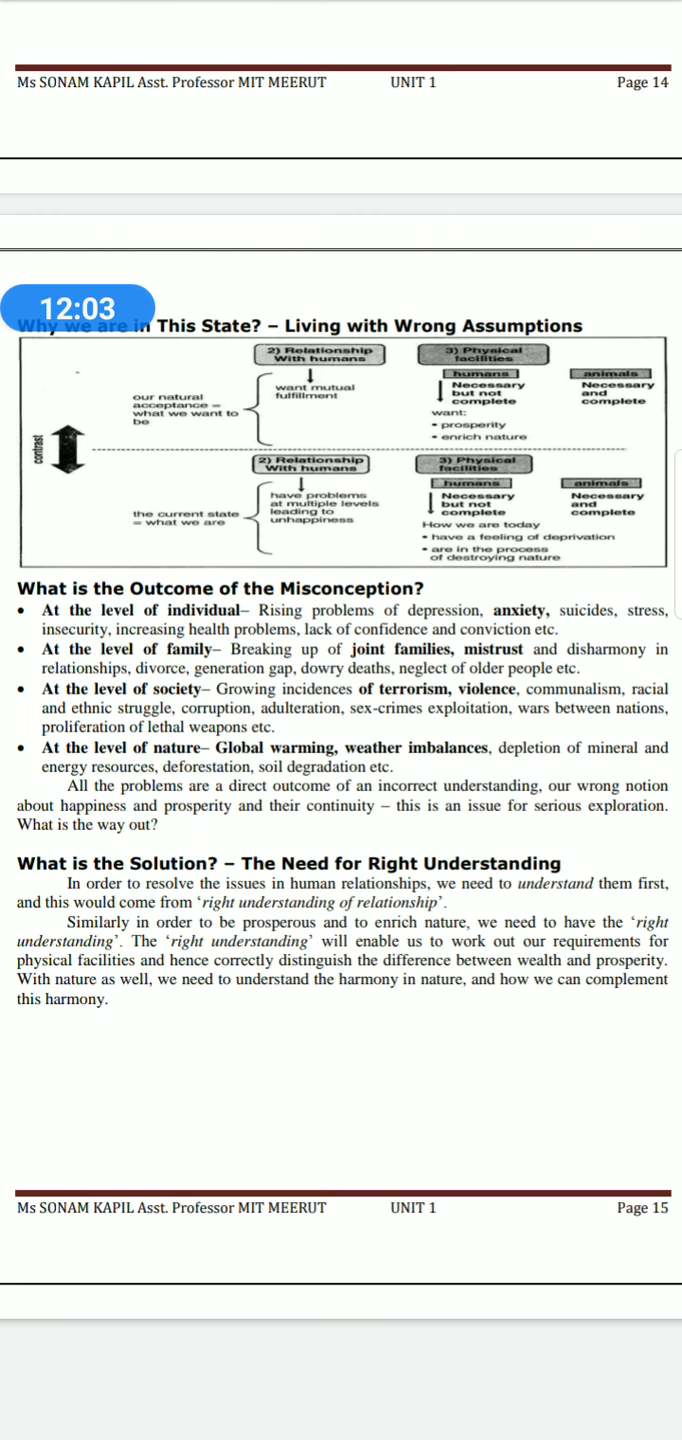 Ms SONAM KAPIL Asst. Professor MIT MEERUT UNIT 1 Page 14
12:03
Why we are in This State? – Living with Wrong Assumptions
2) Relationship
With humans
3) Physical
facilities
humans
animals
our natural
acceptance =
what we want to
be
want mutual
fulfillment
Necessary
but not
complete
Necessary
and
complete
want:
• prosperity
• enrich nature
contrast
2) Relationship
With humans
3) Physical
facilities
humans
animals
the current state
= what we are
have problems
at multiple levels
leading to
unhappiness
Necessary
but not
complete
Necessary
and
complete
How we are today
• have a feeling of deprivation
• are in the process
of destroying nature
What is the Outcome of the Misconception?
• At the level of individual– Rising problems of depression, anxiety, suicides, stress,
insecurity, increasing health problems, lack of confidence and conviction etc.
• At the level of family– Breaking up of joint families, mistrust and disharmony in
relationships, divorce, generation gap, dowry deaths, neglect of older people etc.
• At the level of society– Growing incidences of terrorism, violence, communalism, racial
and ethnic struggle, corruption, adulteration, sex-crimes exploitation, wars between nations,
proliferation of lethal weapons etc.
• At the level of nature– Global warming, weather imbalances, depletion of mineral and
energy resources, deforestation, soil degradation etc.
All the problems are a direct outcome of an incorrect understanding, our wrong notion
about happiness and prosperity and their continuity – this is an issue for serious exploration.
What is the way out?
What is the Solution? – The Need for Right Understanding
In order to resolve the issues in human relationships, we need to understand them first,
and this would come from ‘right understanding of relationship’.
Similarly in order to be prosperous and to enrich nature, we need to have the ‘right
understanding’. The ‘right understanding’ will enable us to work out our requirements for
physical facilities and hence correctly distinguish the difference between wealth and prosperity.
With nature as well, we need to understand the harmony in nature, and how we can complement
this harmony.
Ms SONAM KAPIL Asst. Professor MIT MEERUT UNIT 1 Page 15